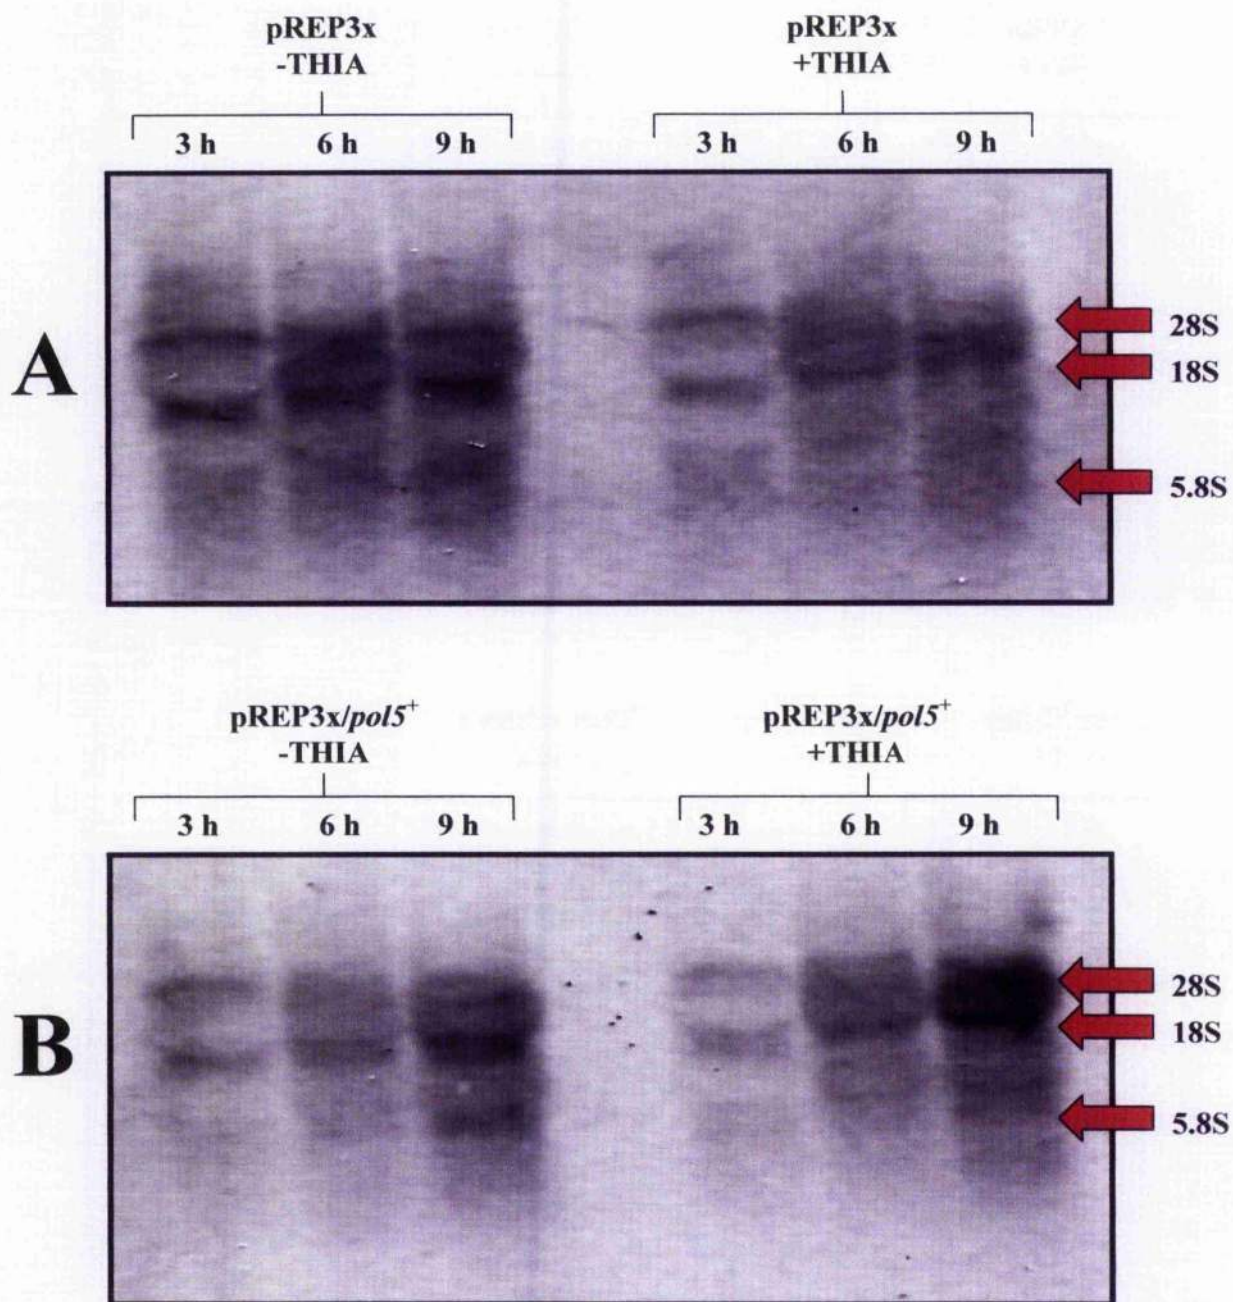 pREP3x pREP3x
-THIA +THIA
3 h 6 h 9 h 3 h 6 h 9 h
A
28S
18S
5.8S
pREP3x/pol5⁺ pREP3x/pol5⁺
-THIA +THIA
3 h 6 h 9 h 3 h 6 h 9 h
B
28S
18S
5.8S